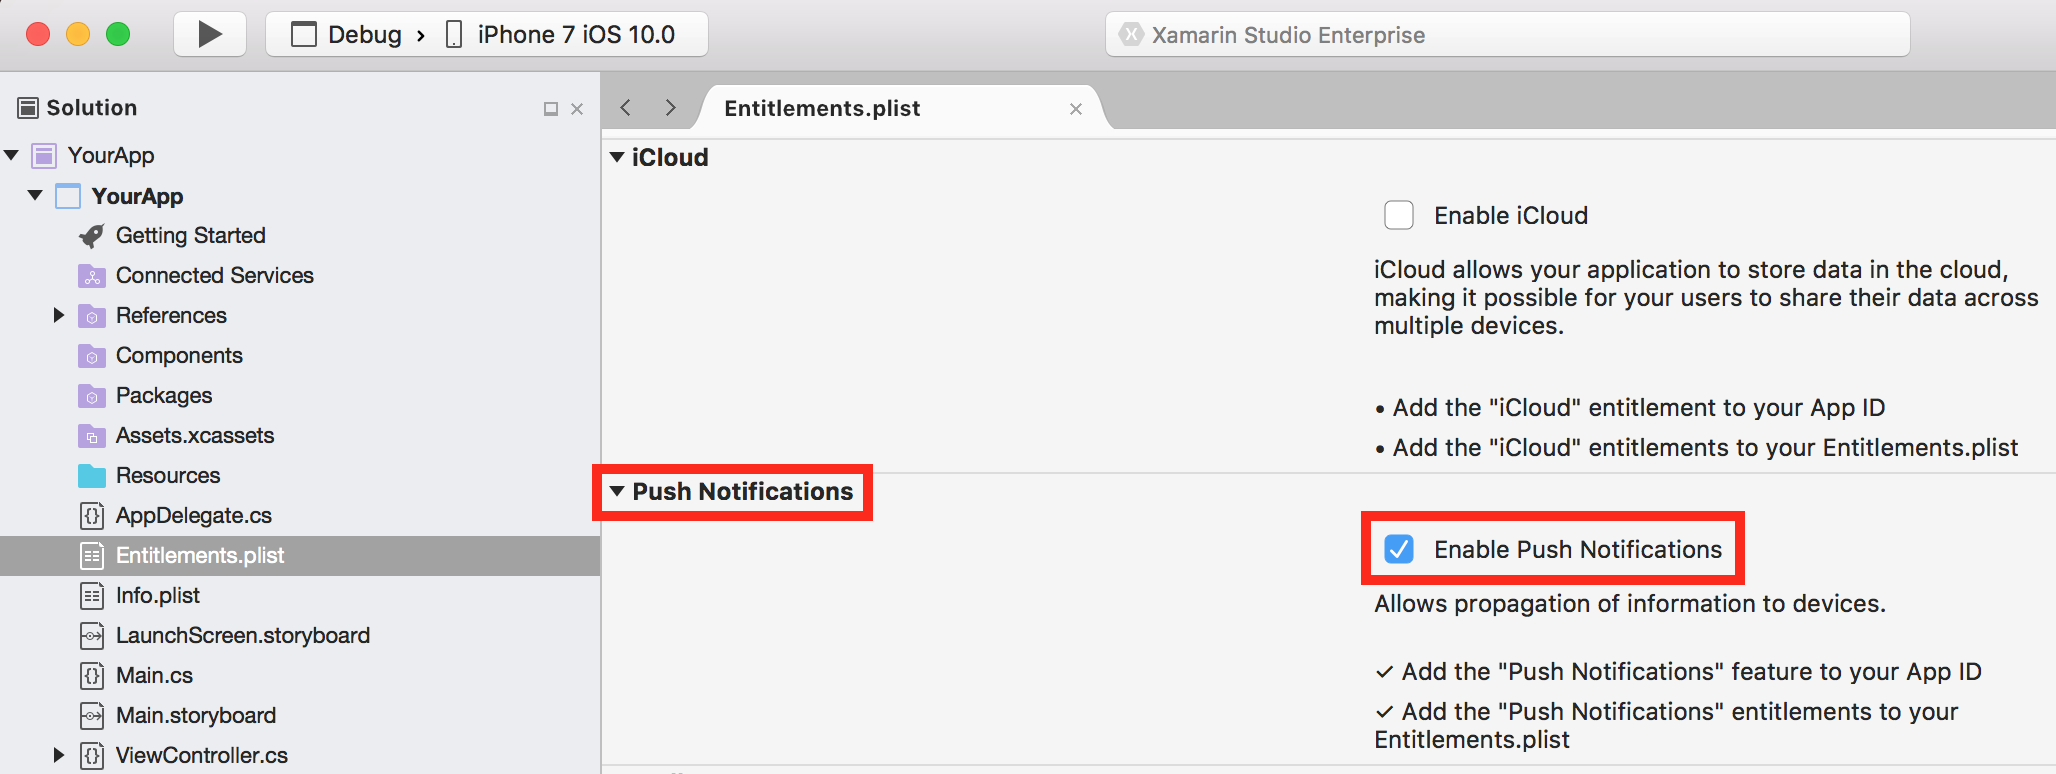 Debug › iPhone 7 iOS 10.0
Xamarin Studio Enterprise
Solution
YourApp
YourApp
Getting Started
Connected Services
References
Components
Packages
Assets.xcassets
Resources
AppDelegate.cs
Entitlements.plist
Info.plist
LaunchScreen.storyboard
Main.cs
Main.storyboard
ViewController.cs
Entitlements.plist
iCloud
Enable iCloud
iCloud allows your application to store data in the cloud,
making it possible for your users to share their data across
multiple devices.
• Add the "iCloud" entitlement to your App ID
• Add the "iCloud" entitlements to your Entitlements.plist
Push Notifications
Enable Push Notifications
Allows propagation of information to devices.
✓ Add the "Push Notifications" feature to your App ID
✓ Add the "Push Notifications" entitlements to your
Entitlements.plist